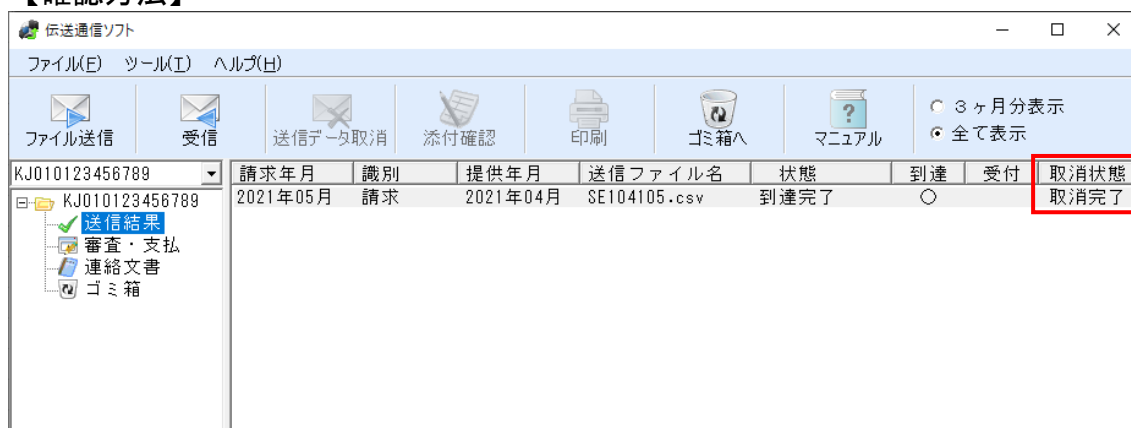 【確認方法】
伝送通信ソフト
ファイル(F) ツール(T) ヘルプ(H)
ファイル送信 受信 送信データ取消 添付確認 印刷 ゴミ箱へ マニュアル
3ヶ月分表示
全て表示
KJ010123456789
請求年月 識別 提供年月 送信ファイル名 状態 到達 受付 取消状態
2021年05月 請求 2021年04月 SE104105.csv 到達完了 ○ 取消完了
KJ010123456789
送信結果
審査・支払
連絡文書
ゴミ箱